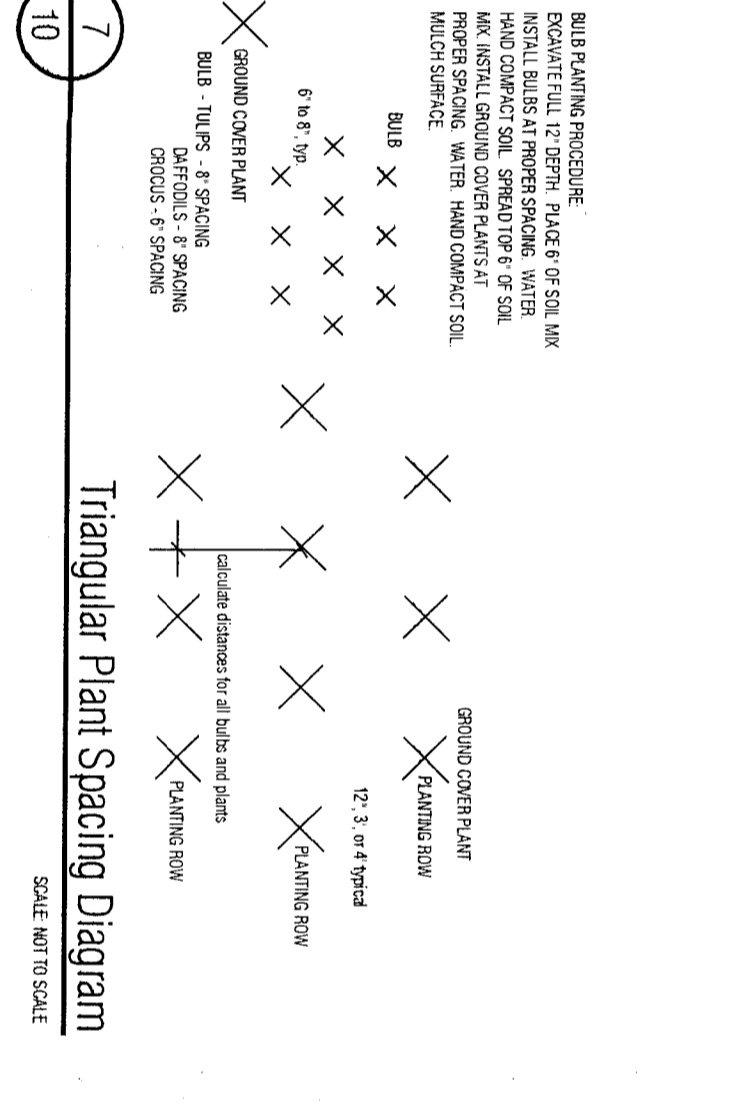 BULB PLANTING PROCEDURE:
EXCAVATE FULL 12" DEPTH. PLACE 6" OF SOIL MIX
INSTALL BULBS AT PROPER SPACING. WATER.
HAND COMPACT SOIL. SPREAD TOP 6" OF SOIL
MIX. INSTALL GROUND COVER PLANTS AT
PROPER SPACING. WATER. HAND COMPACT SOIL.
MULCH SURFACE.
GROUND COVER PLANT
PLANTING ROW
BULB
12", 3', or 4' typical
6" to 8", typ.
PLANTING ROW
GROUND COVER PLANT
calculate distances for all bulbs and plants
BULB - TULIPS - 8" SPACING
DAFFODILS - 8" SPACING
CROCUS - 6" SPACING
PLANTING ROW
7
10
Triangular Plant Spacing Diagram
SCALE: NOT TO SCALE